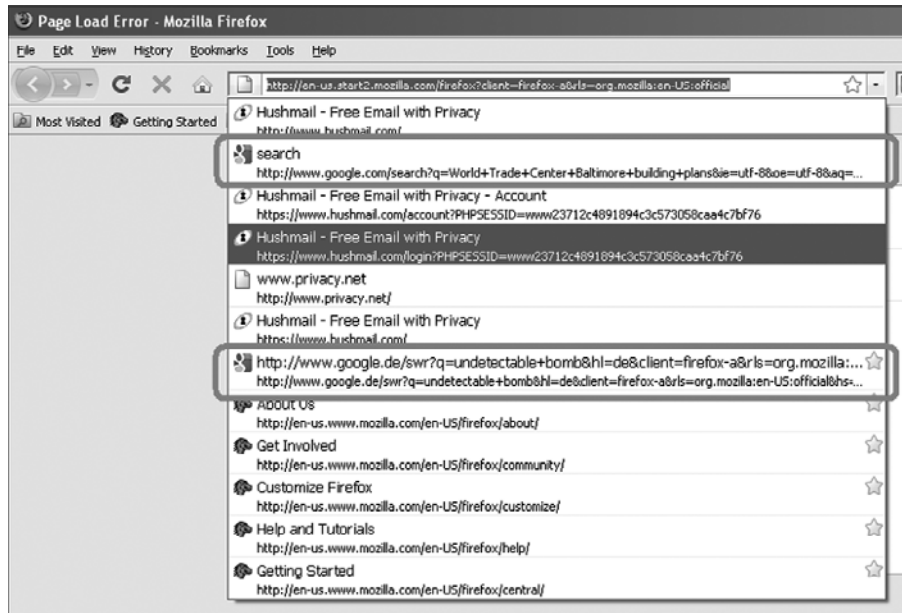 Page Load Error - Mozilla Firefox
File Edit View History Bookmarks Tools Help
http://en-us.start2.mozilla.com/firefox?client=firefox-a&rls=org.mozilla:en-US:official
Most Visited Getting Started
Hushmail - Free Email with Privacy
http://www.hushmail.com/
search
http://www.google.com/search?q=World+Trade+Center+Baltimore+building+plans&ie=utf-8&oe=utf-8&aq=...
Hushmail - Free Email with Privacy - Account
https://www.hushmail.com/account?PHPSESSID=www23712c4891894c3c573058caa4c7bf76
Hushmail - Free Email with Privacy
https://www.hushmail.com/login?PHPSESSID=www23712c4891894c3c573058caa4c7bf76
www.privacy.net
http://www.privacy.net/
Hushmail - Free Email with Privacy
https://www.hushmail.com/
http://www.google.de/swr?q=undetectable+bomb&hl=de&client=firefox-a&rls=org.mozilla:...
http://www.google.de/swr?q=undetectable+bomb&hl=de&client=firefox-a&rls=org.mozilla:en-US:official&hs=...
About Us
http://en-us.www.mozilla.com/en-US/firefox/about/
Get Involved
http://en-us.www.mozilla.com/en-US/firefox/community/
Customize Firefox
http://en-us.www.mozilla.com/en-US/firefox/customize/
Help and Tutorials
http://en-us.www.mozilla.com/en-US/firefox/help/
Getting Started
http://en-us.www.mozilla.com/en-US/firefox/central/